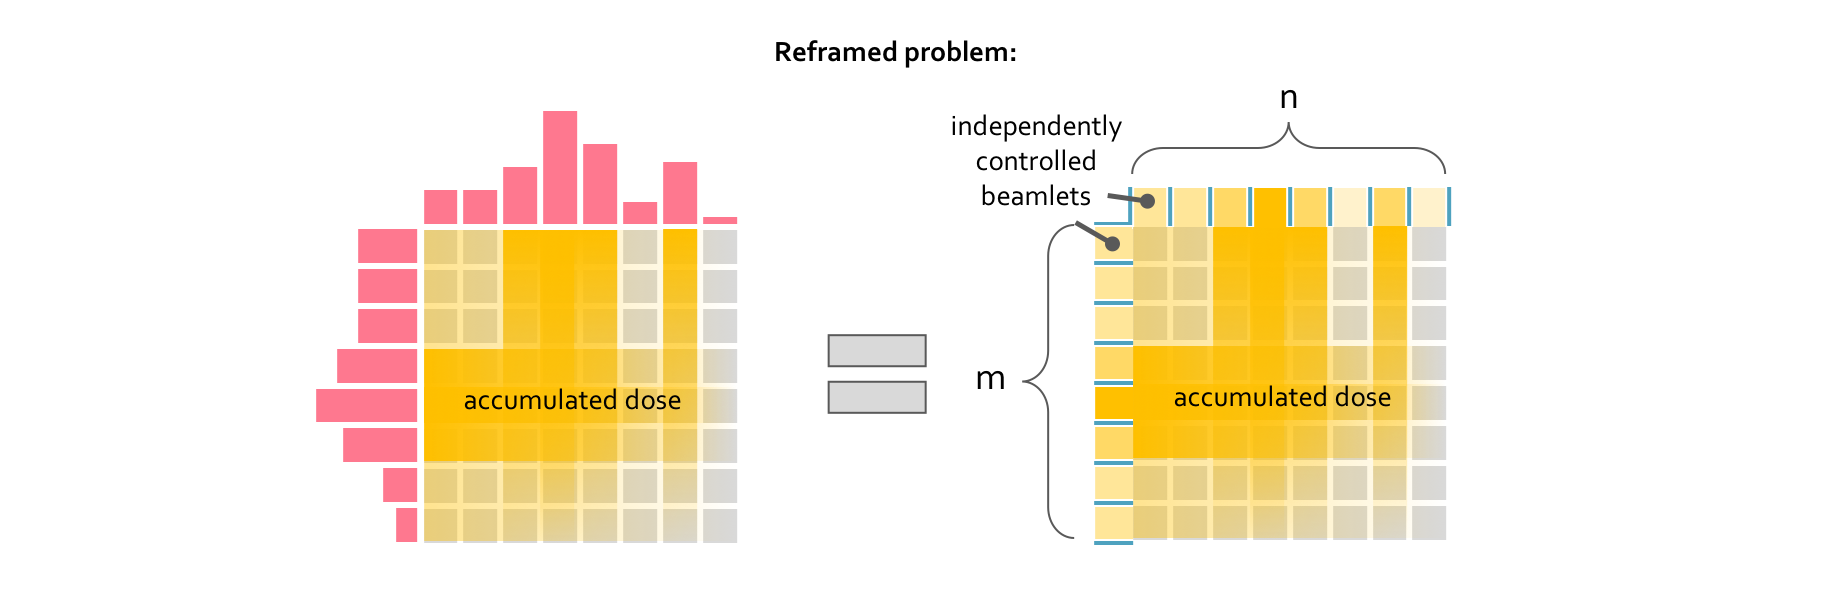 Reframed problem:
n
independently
controlled
beamlets
m
accumulated dose
accumulated dose